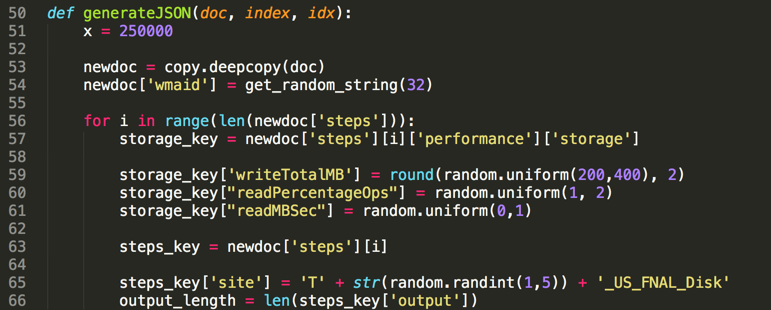 50 def generateJSON(doc, index, idx):
51     x = 250000
52
53     newdoc = copy.deepcopy(doc)
54     newdoc['wmaid'] = get_random_string(32)
55
56     for i in range(len(newdoc['steps'])):
57         storage_key = newdoc['steps'][i]['performance']['storage']
58
59         storage_key['writeTotalMB'] = round(random.uniform(200,400), 2)
60         storage_key["readPercentageOps"] = random.uniform(1, 2)
61         storage_key["readMBSec"] = random.uniform(0,1)
62
63         steps_key = newdoc['steps'][i]
64
65         steps_key['site'] = 'T' + str(random.randint(1,5)) + '_US_FNAL_Disk'
66         output_length = len(steps_key['output'])